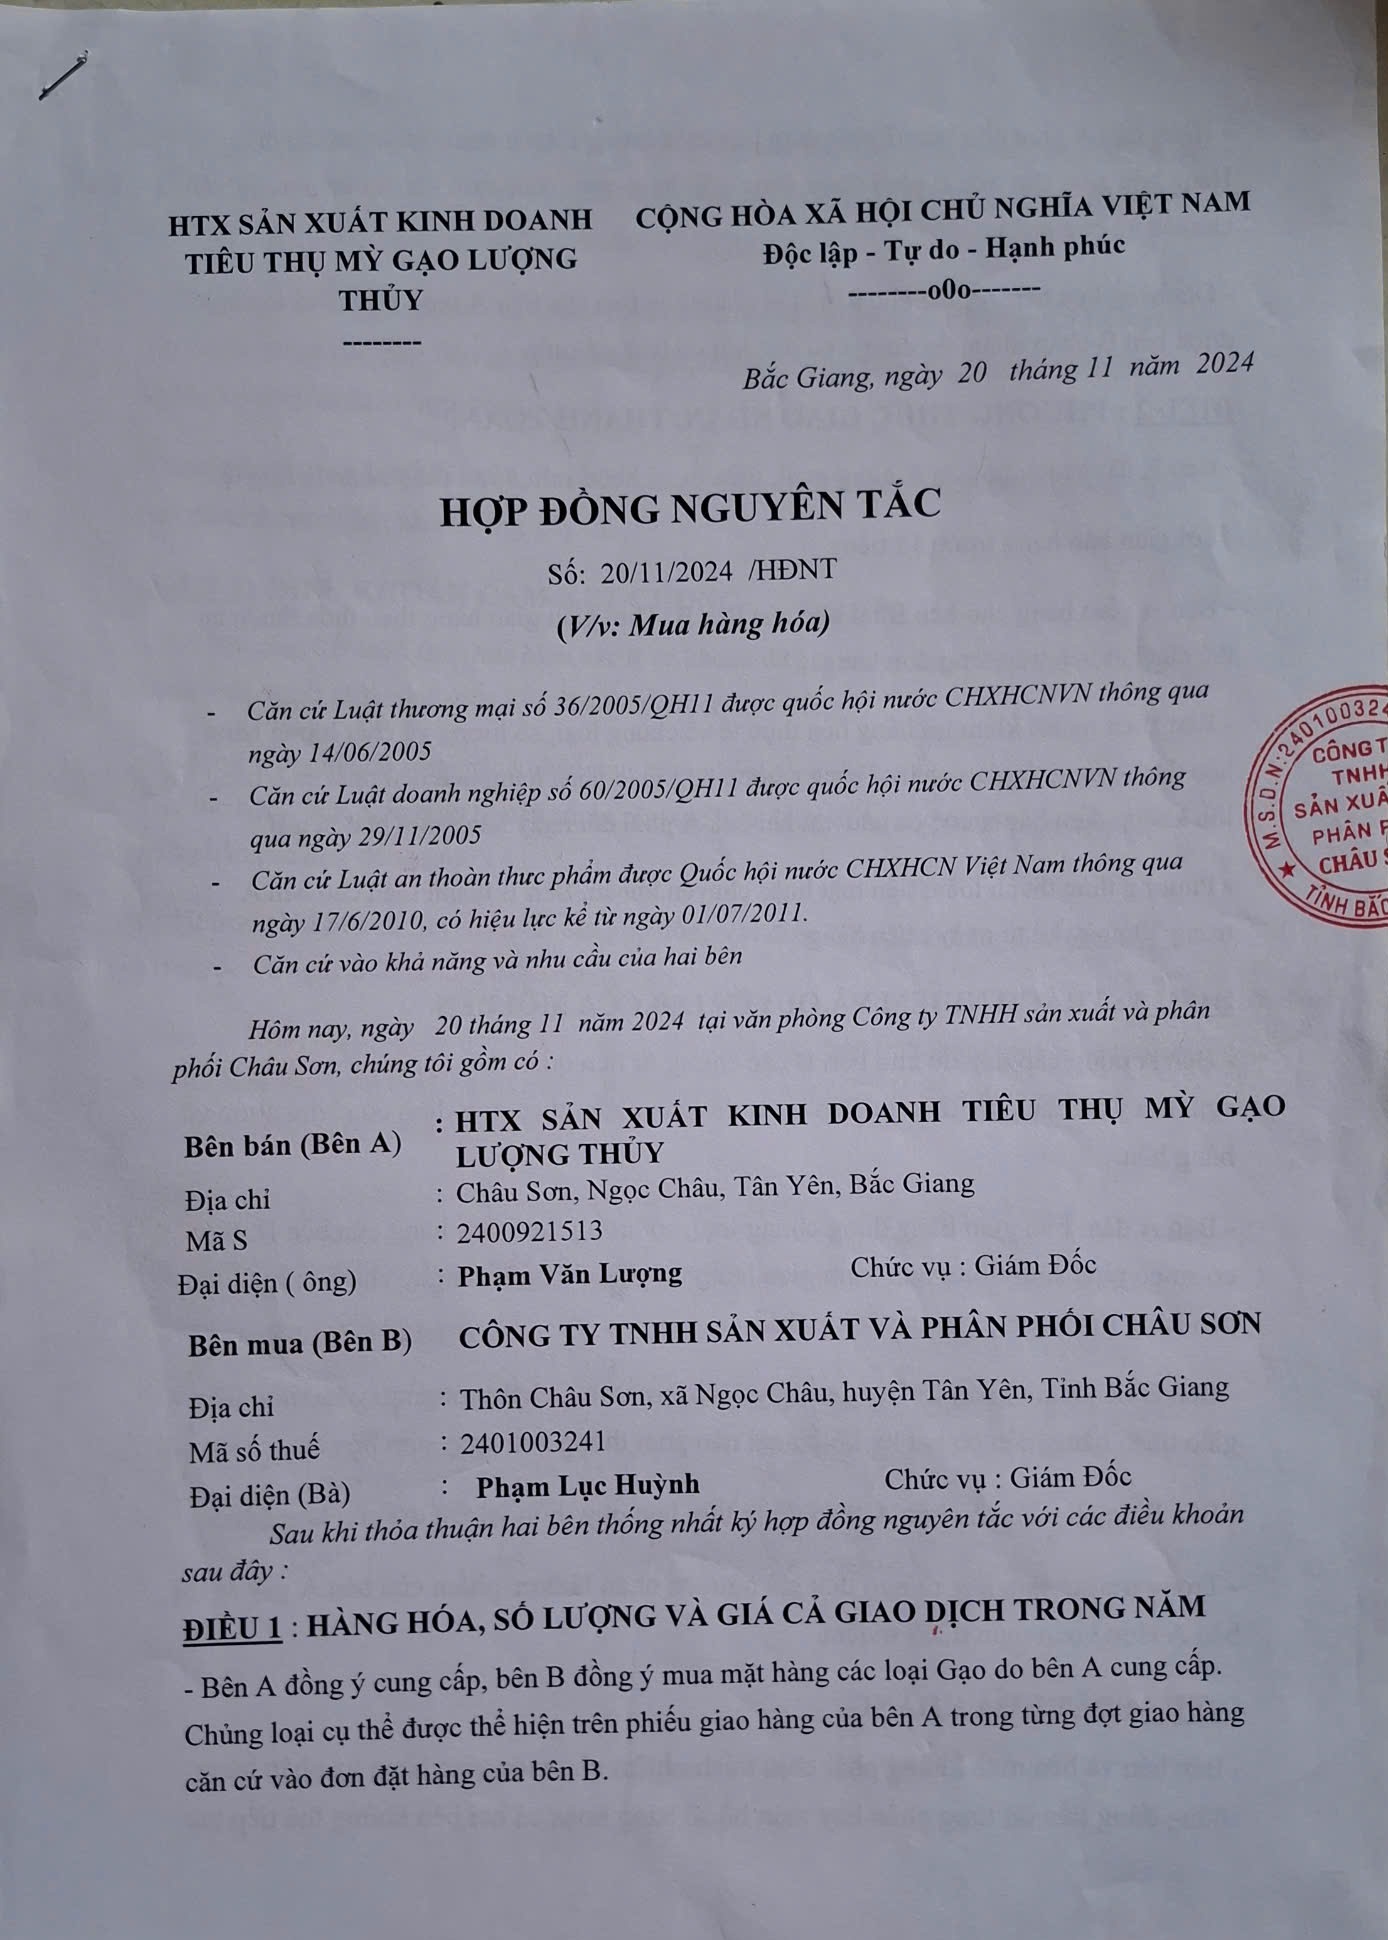 HTX SẢN XUẤT KINH DOANH
TIÊU THỤ MỲ GẠO LƯỢNG
THỦY
--------
CỘNG HÒA XÃ HỘI CHỦ NGHĨA VIỆT NAM
Độc lập - Tự do - Hạnh phúc
--------o0o-------
Bắc Giang, ngày 20 tháng 11 năm 2024
HỢP ĐỒNG NGUYÊN TẮC
Số: 20/11/2024 /HĐNT
(V/v: Mua hàng hóa)
- Căn cứ Luật thương mại số 36/2005/QH11 được quốc hội nước CHXHCNVN thông qua
ngày 14/06/2005
- Căn cứ Luật doanh nghiệp số 60/2005/QH11 được quốc hội nước CHXHCNVN thông
qua ngày 29/11/2005
- Căn cứ Luật an thoàn thưc phẩm được Quốc hội nước CHXHCN Việt Nam thông qua
ngày 17/6/2010, có hiệu lực kể từ ngày 01/07/2011.
- Căn cứ vào khả năng và nhu cầu của hai bên
M.S.D.N:240100324
CÔNG T
TNHH
SẢN XUẤ
PHÂN P
CHÂU S
★ TỈNH BẮC
Hôm nay, ngày 20 tháng 11 năm 2024 tại văn phòng Công ty TNHH sản xuất và phân
phối Châu Sơn, chúng tôi gồm có :
Bên bán (Bên A) : HTX SẢN XUẤT KINH DOANH TIÊU THỤ MỲ GẠO
LƯỢNG THỦY
Địa chỉ : Châu Sơn, Ngọc Châu, Tân Yên, Bắc Giang
Mã S : 2400921513
Đại diện ( ông) : Phạm Văn Lượng Chức vụ : Giám Đốc
Bên mua (Bên B) CÔNG TY TNHH SẢN XUẤT VÀ PHÂN PHỐI CHÂU SƠN
Địa chỉ : Thôn Châu Sơn, xã Ngọc Châu, huyện Tân Yên, Tỉnh Bắc Giang
Mã số thuế : 2401003241
Đại diện (Bà) : Phạm Lục Huỳnh Chức vụ : Giám Đốc
Sau khi thỏa thuận hai bên thống nhất ký hợp đồng nguyên tắc với các điều khoản
sau đây :
ĐIỀU 1 : HÀNG HÓA, SỐ LƯỢNG VÀ GIÁ CẢ GIAO DỊCH TRONG NĂM
- Bên A đồng ý cung cấp, bên B đồng ý mua mặt hàng các loại Gạo do bên A cung cấp.
Chủng loại cụ thể được thể hiện trên phiếu giao hàng của bên A trong từng đợt giao hàng
căn cứ vào đơn đặt hàng của bên B.